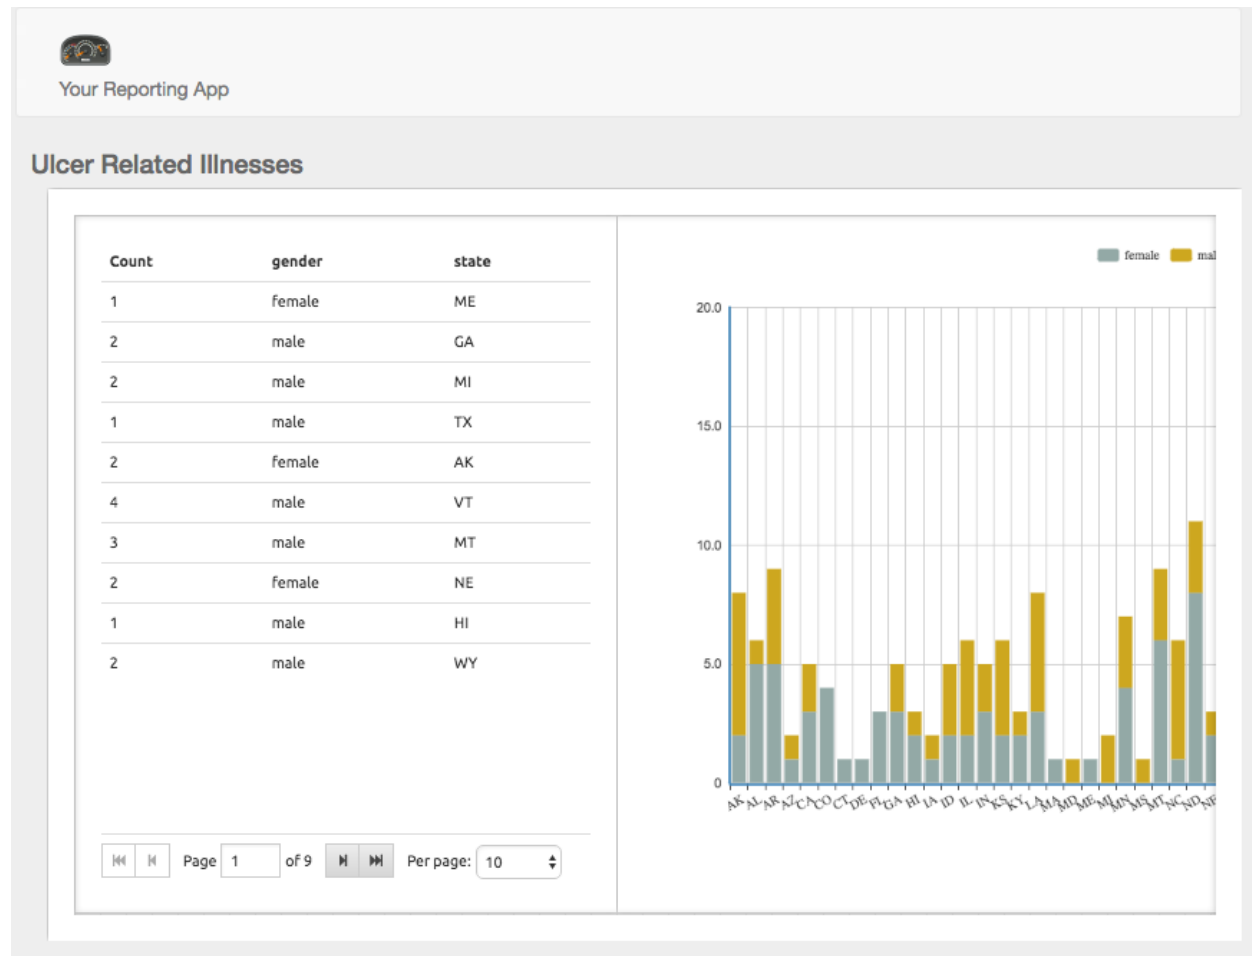 Your Reporting App
Ulcer Related Illnesses
Count gender state
1 female ME
2 male GA
2 male MI
1 male TX
2 female AK
4 male VT
3 male MT
2 female NE
1 male HI
2 male WY
Page 1 of 9 Per page: 10
female mal
20.0
15.0
10.0
5.0
0
AK AL AR AZ CA CO CT DE FL GA HI IA ID IL IN KS KY LA MA MD ME MI MN MS MT NC ND NE